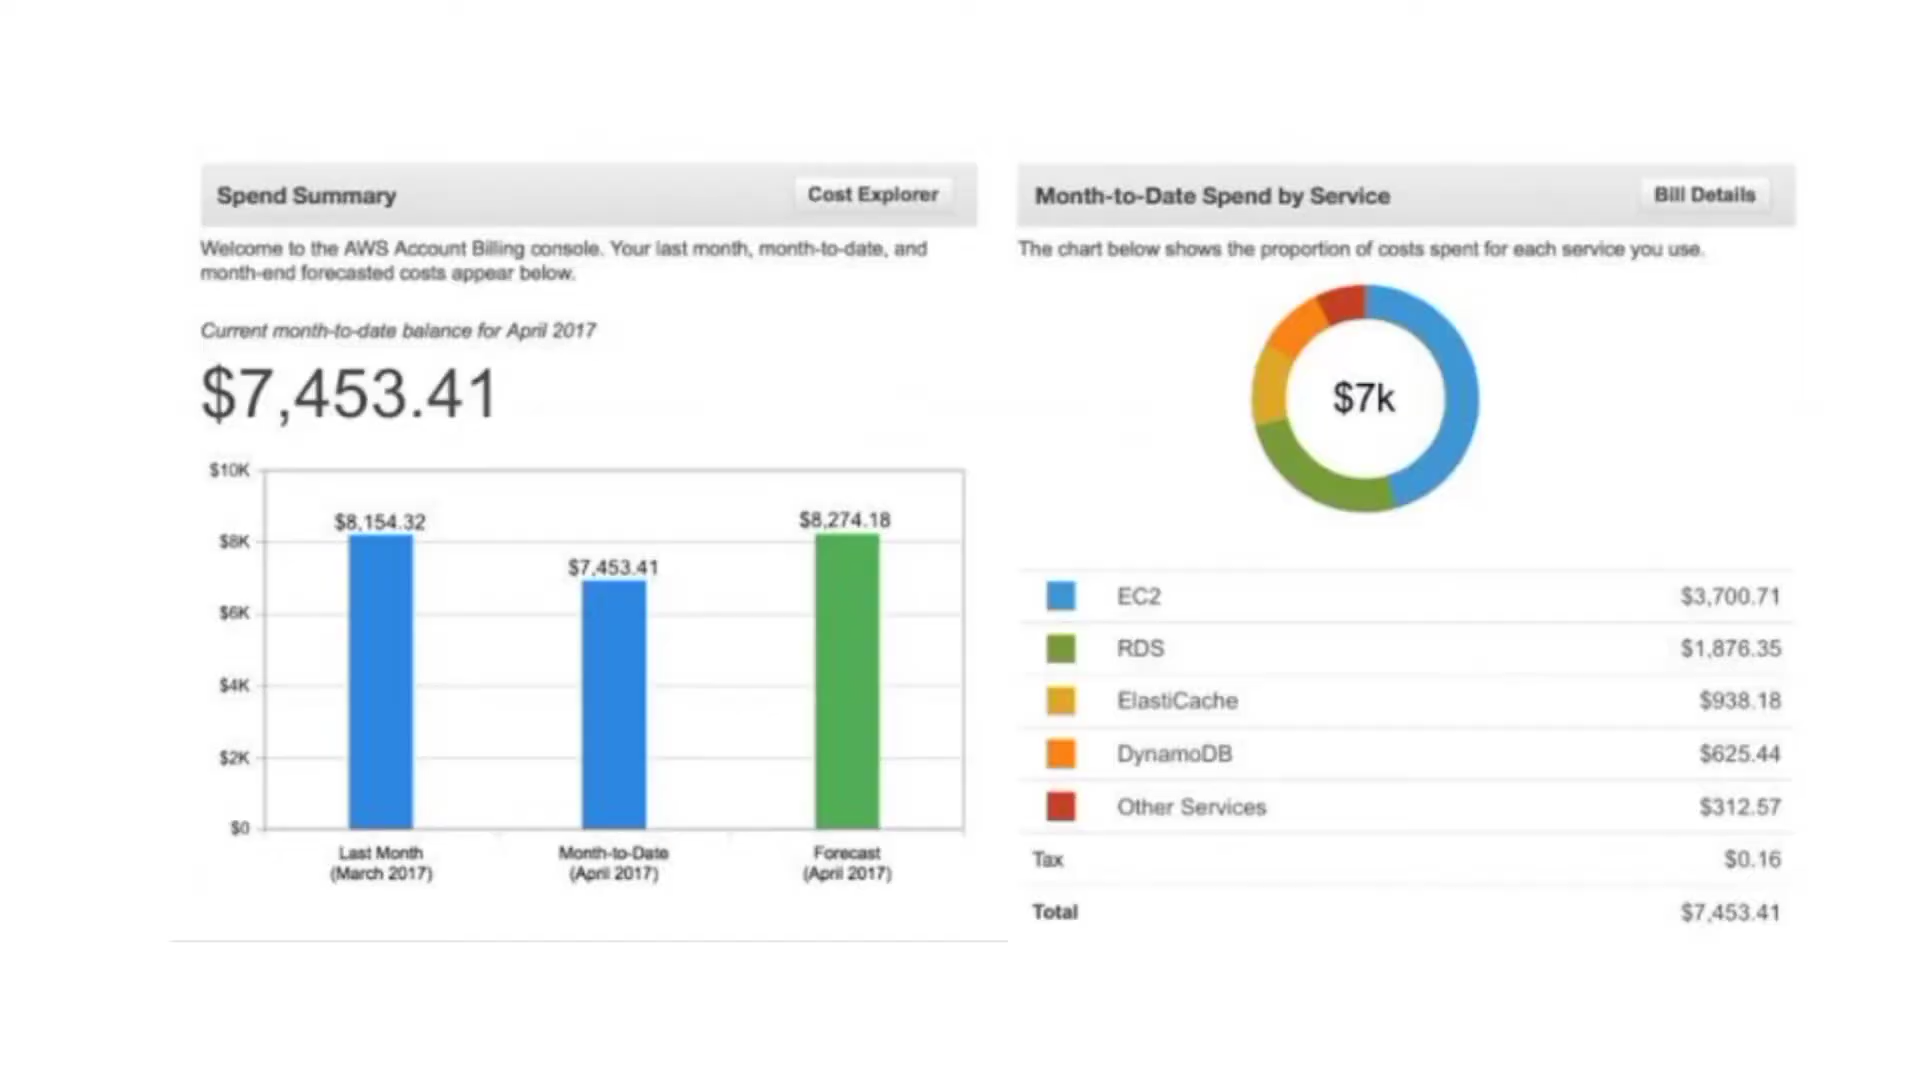 Spend Summary
Cost Explorer
Welcome to the AWS Account Billing console. Your last month, month-to-date, and
month-end forecasted costs appear below.
Current month-to-date balance for April 2017
$7,453.41
$10K
$8K
$6K
$4K
$2K
$0
$8,154.32
$7,453.41
$8,274.18
Last Month
(March 2017)
Month-to-Date
(April 2017)
Forecast
(April 2017)
Month-to-Date Spend by Service
Bill Details
The chart below shows the proportion of costs spent for each service you use.
$7k
EC2 $3,700.71
RDS $1,876.35
ElastiCache $938.18
DynamoDB $625.44
Other Services $312.57
Tax $0.16
Total $7,453.41